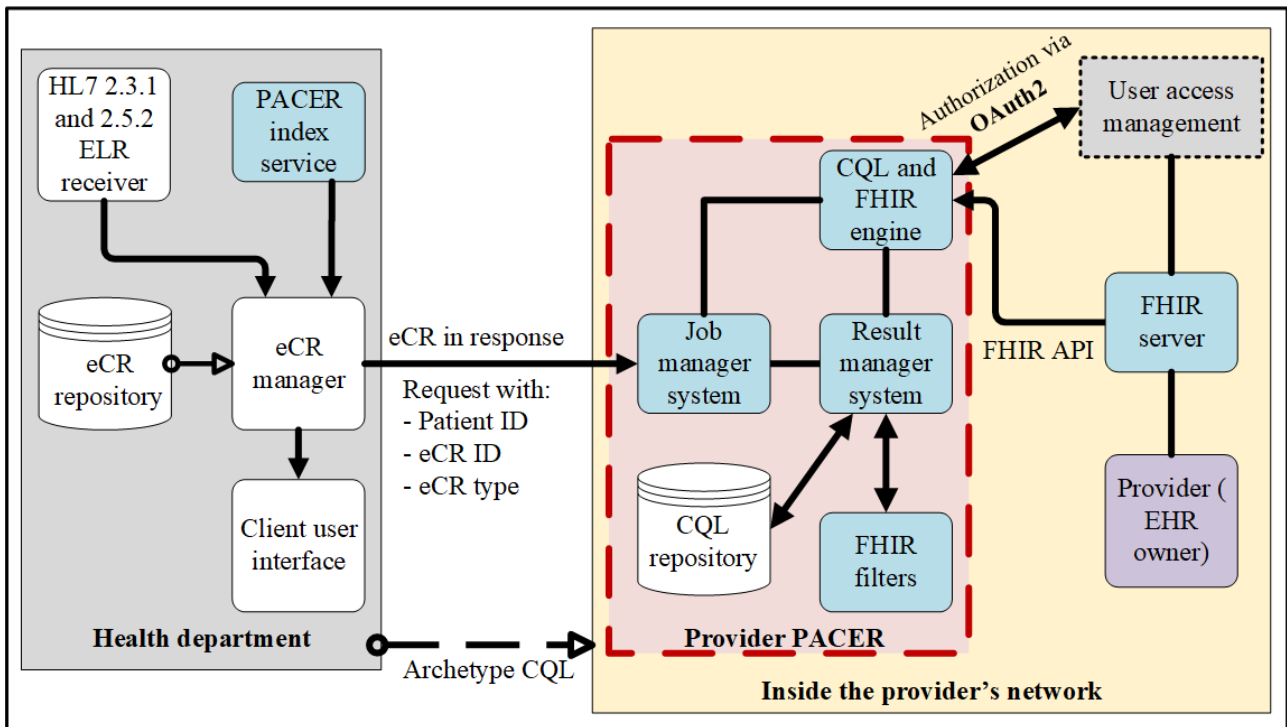 HL7 2.3.1
and 2.5.2
ELR
receiver
PACER
index
service
eCR
repository
eCR
manager
Client user
interface
Health department
eCR in response
Request with:
- Patient ID
- eCR ID
- eCR type
Archetype CQL
Authorization via
OAuth2
User access
management
CQL and
FHIR
engine
Job
manager
system
Result
manager
system
FHIR
server
FHIR API
CQL
repository
FHIR
filters
Provider (
EHR
owner)
Provider PACER
Inside the provider's network